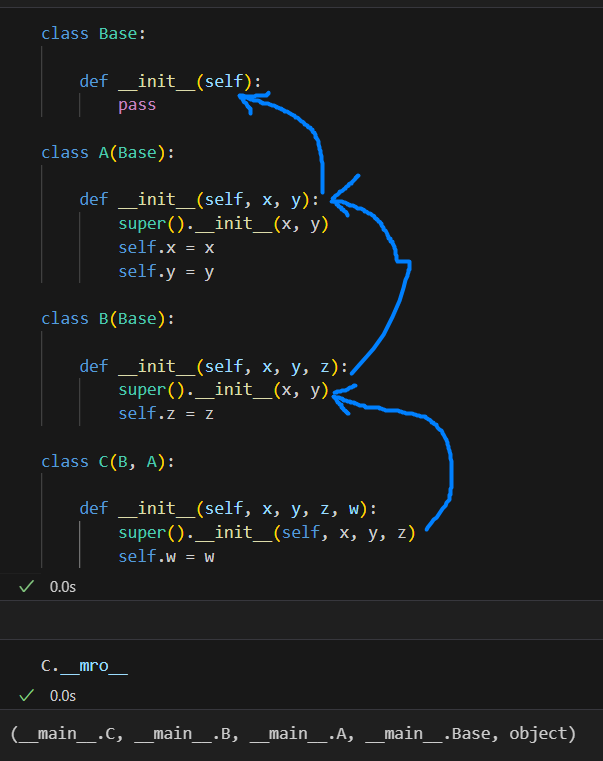 class Base:
def __init__(self):
pass
class A(Base):
def __init__(self, x, y):
super().__init__(x, y)
self.x = x
self.y = y
class B(Base):
def __init__(self, x, y, z):
super().__init__(x, y)
self.z = z
class C(B, A):
def __init__(self, x, y, z, w):
super().__init__(self, x, y, z)
self.w = w
0.0s
C.__mro__
0.0s
(__main__.C, __main__.B, __main__.A, __main__.Base, object)